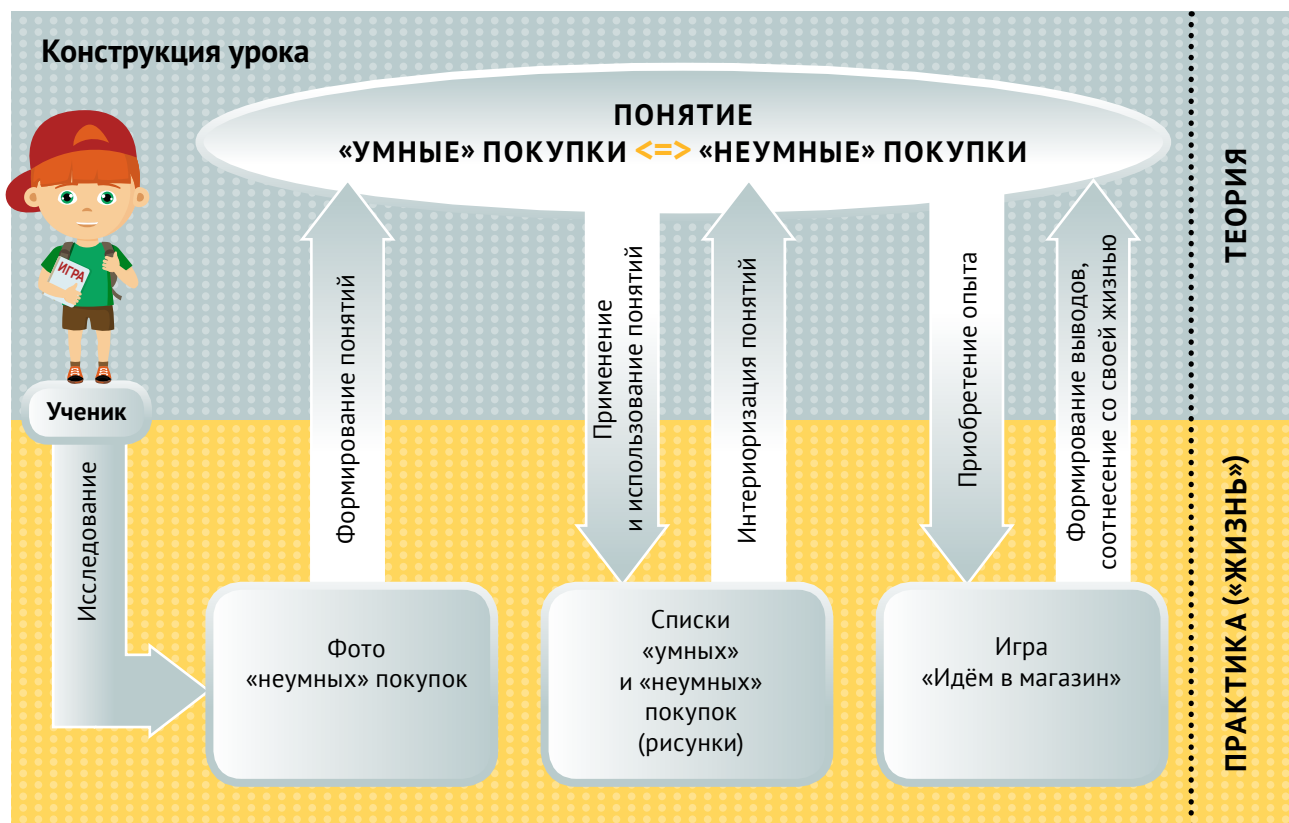 Конструкция урока
ПОНЯТИЕ
«УМНЫЕ» ПОКУПКИ <=> «НЕУМНЫЕ» ПОКУПКИ
ИГРА
Ученик
Исследование
Формирование понятий
Применение
и использование понятий
Интериоризация понятий
Приобретение опыта
Формирование выводов,
соотнесение со своей жизнью
Фото
«неумных» покупок
Списки
«умных»
и «неумных»
покупок
(рисунки)
Игра
«Идём в магазин»
ТЕОРИЯ
ПРАКТИКА («ЖИЗНЬ»)